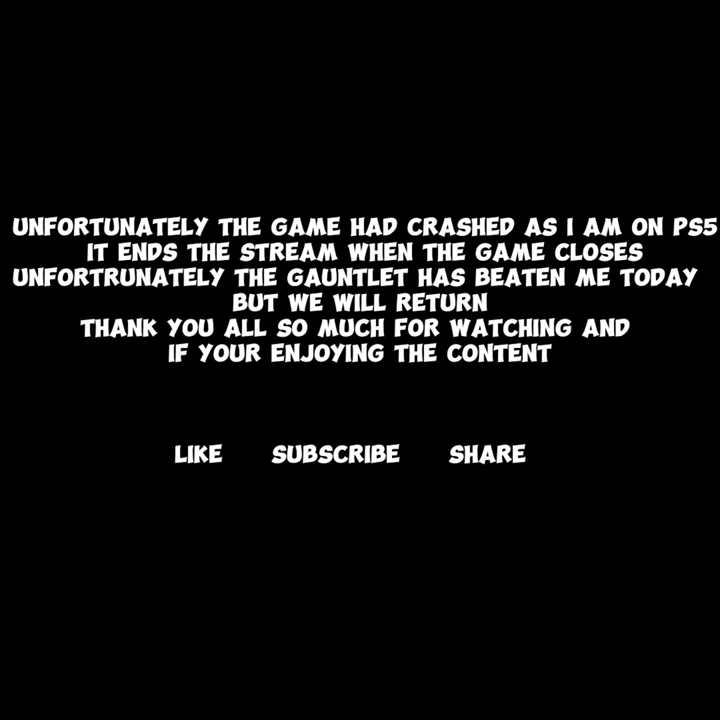 UNFORTUNATELY THE GAME HAD CRASHED AS I AM ON PS5
IT ENDS THE STREAM WHEN THE GAME CLOSES
UNFORTRUNATELY THE GAUNTLET HAS BEATEN ME TODAY
BUT WE WILL RETURN
THANK YOU ALL SO MUCH FOR WATCHING AND
IF YOUR ENJOYING THE CONTENT
LIKE SUBSCRIBE SHARE